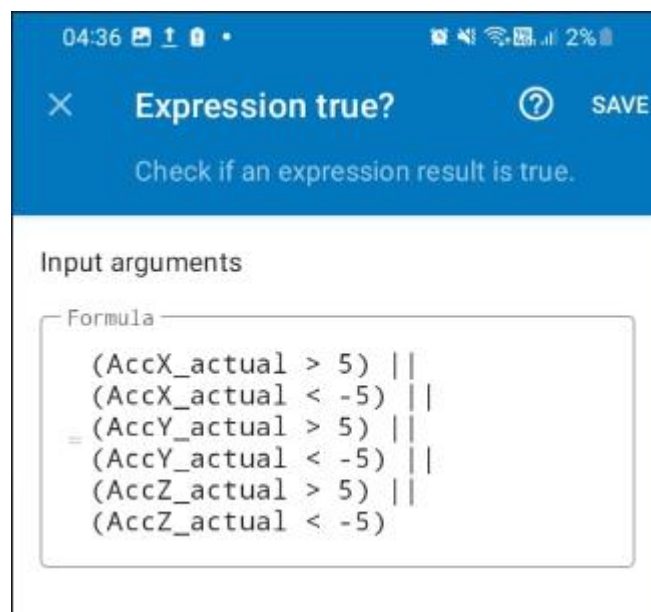 04:36 2%
Expression true? SAVE
Check if an expression result is true.
Input arguments
Formula
(AccX_actual > 5) ||
(AccX_actual < -5) ||
(AccY_actual > 5) ||
= (AccY_actual < -5) ||
(AccZ_actual > 5) ||
(AccZ_actual < -5)